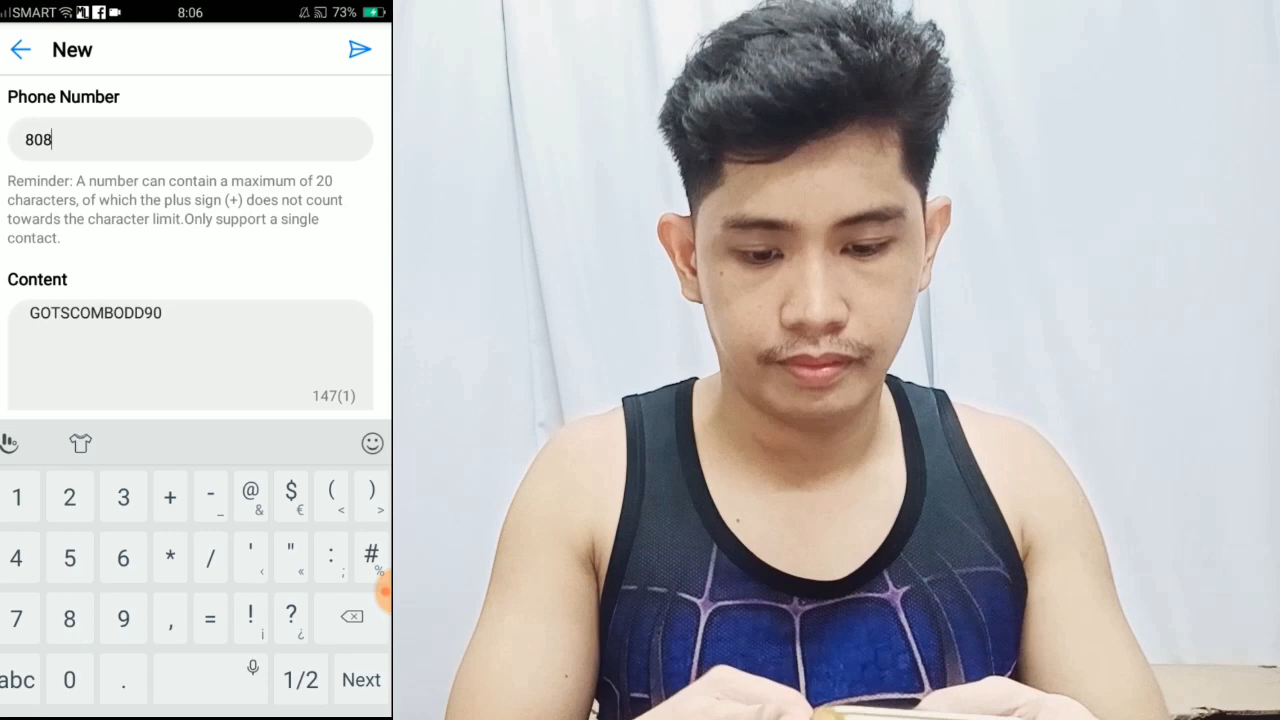 SMART 8:06 73%
New
Phone Number
808
Reminder: A number can contain a maximum of 20
characters, of which the plus sign (+) does not count
towards the character limit.Only support a single
contact.
Content
GOTSCOMBODD90
147(1)
1 2 3 + - _ @ & $ € ( < ) >
4 5 6 * / ' ‹ " « : ; # %
7 8 9 , = ! ¡ ? ¿
abc 0 . 1/2 Next